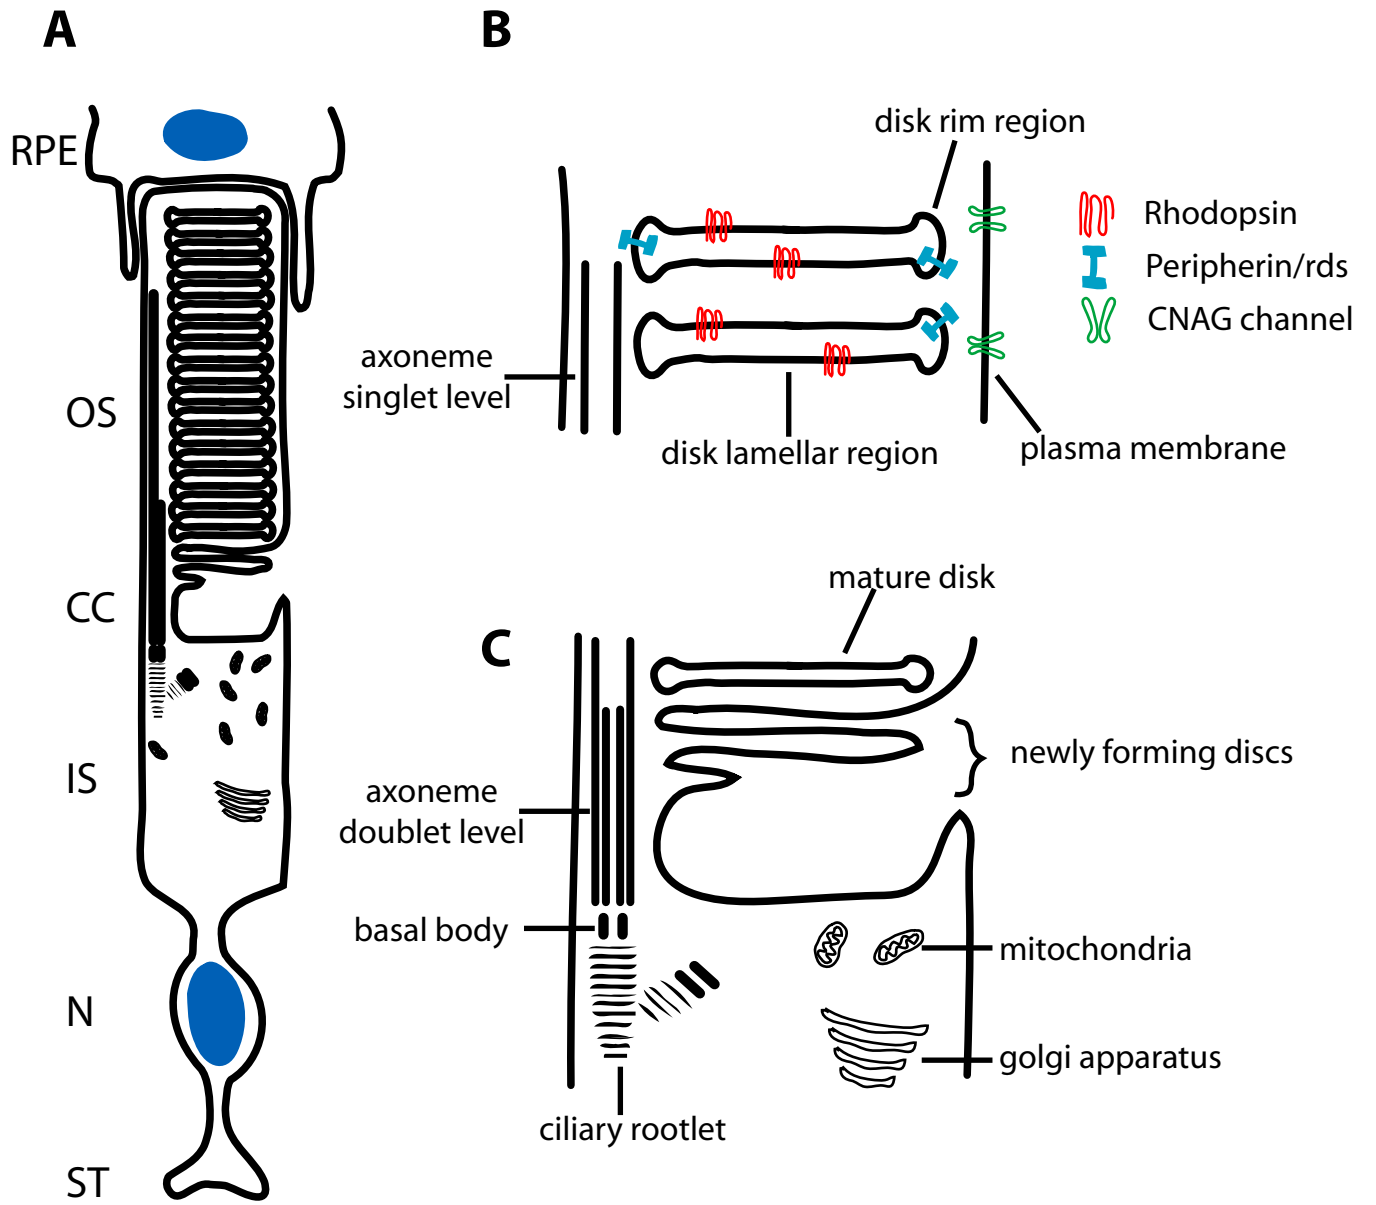 A
RPE
OS
CC
IS
N
ST
B
disk rim region
Rhodopsin
Peripherin/rds
CNAG channel
axoneme
singlet level
disk lamellar region
plasma membrane
C
mature disk
newly forming discs
axoneme
doublet level
basal body
mitochondria
golgi apparatus
ciliary rootlet